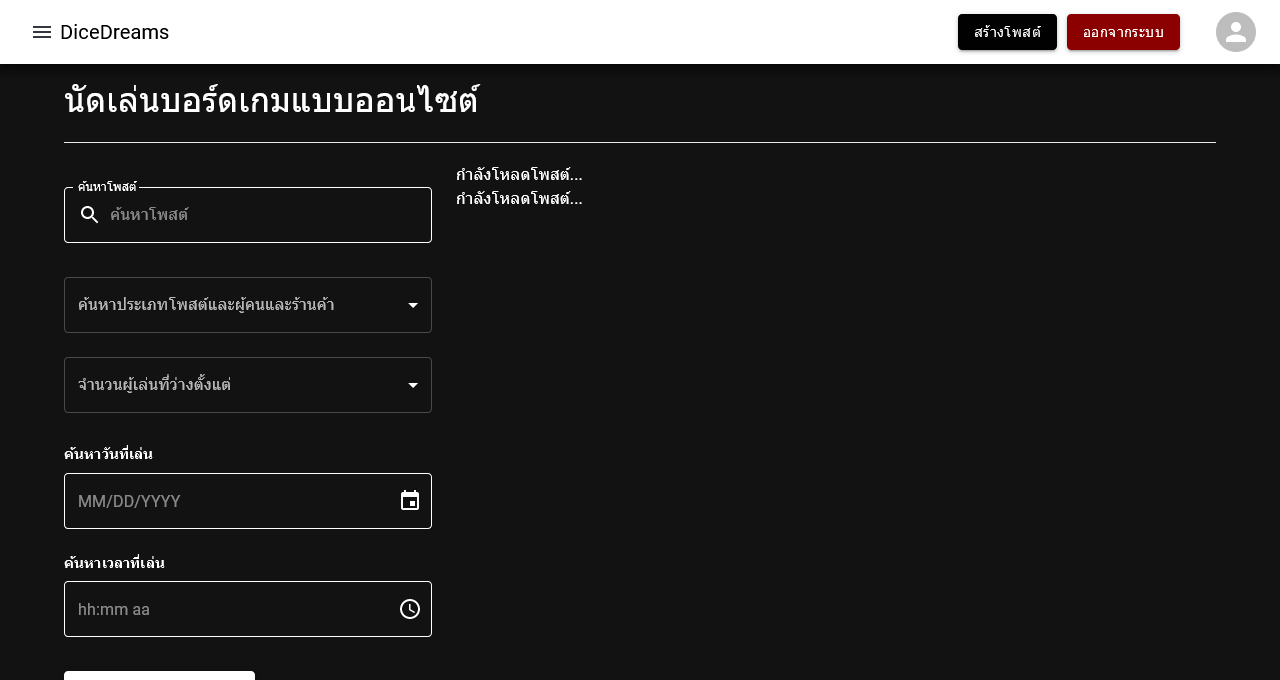 DiceDreams
สร้างโพสต์
ออกจากระบบ
นัดเล่นบอร์ดเกมแบบออนไซต์
ค้นหาโพสต์
ค้นหาโพสต์
ค้นหาประเภทโพสต์และผู้คนและร้านค้า
จำนวนผู้เล่นที่ว่างตั้งแต่
ค้นหาวันที่เล่น
MM/DD/YYYY
ค้นหาเวลาที่เล่น
hh:mm aa
กำลังโหลดโพสต์...
กำลังโหลดโพสต์...